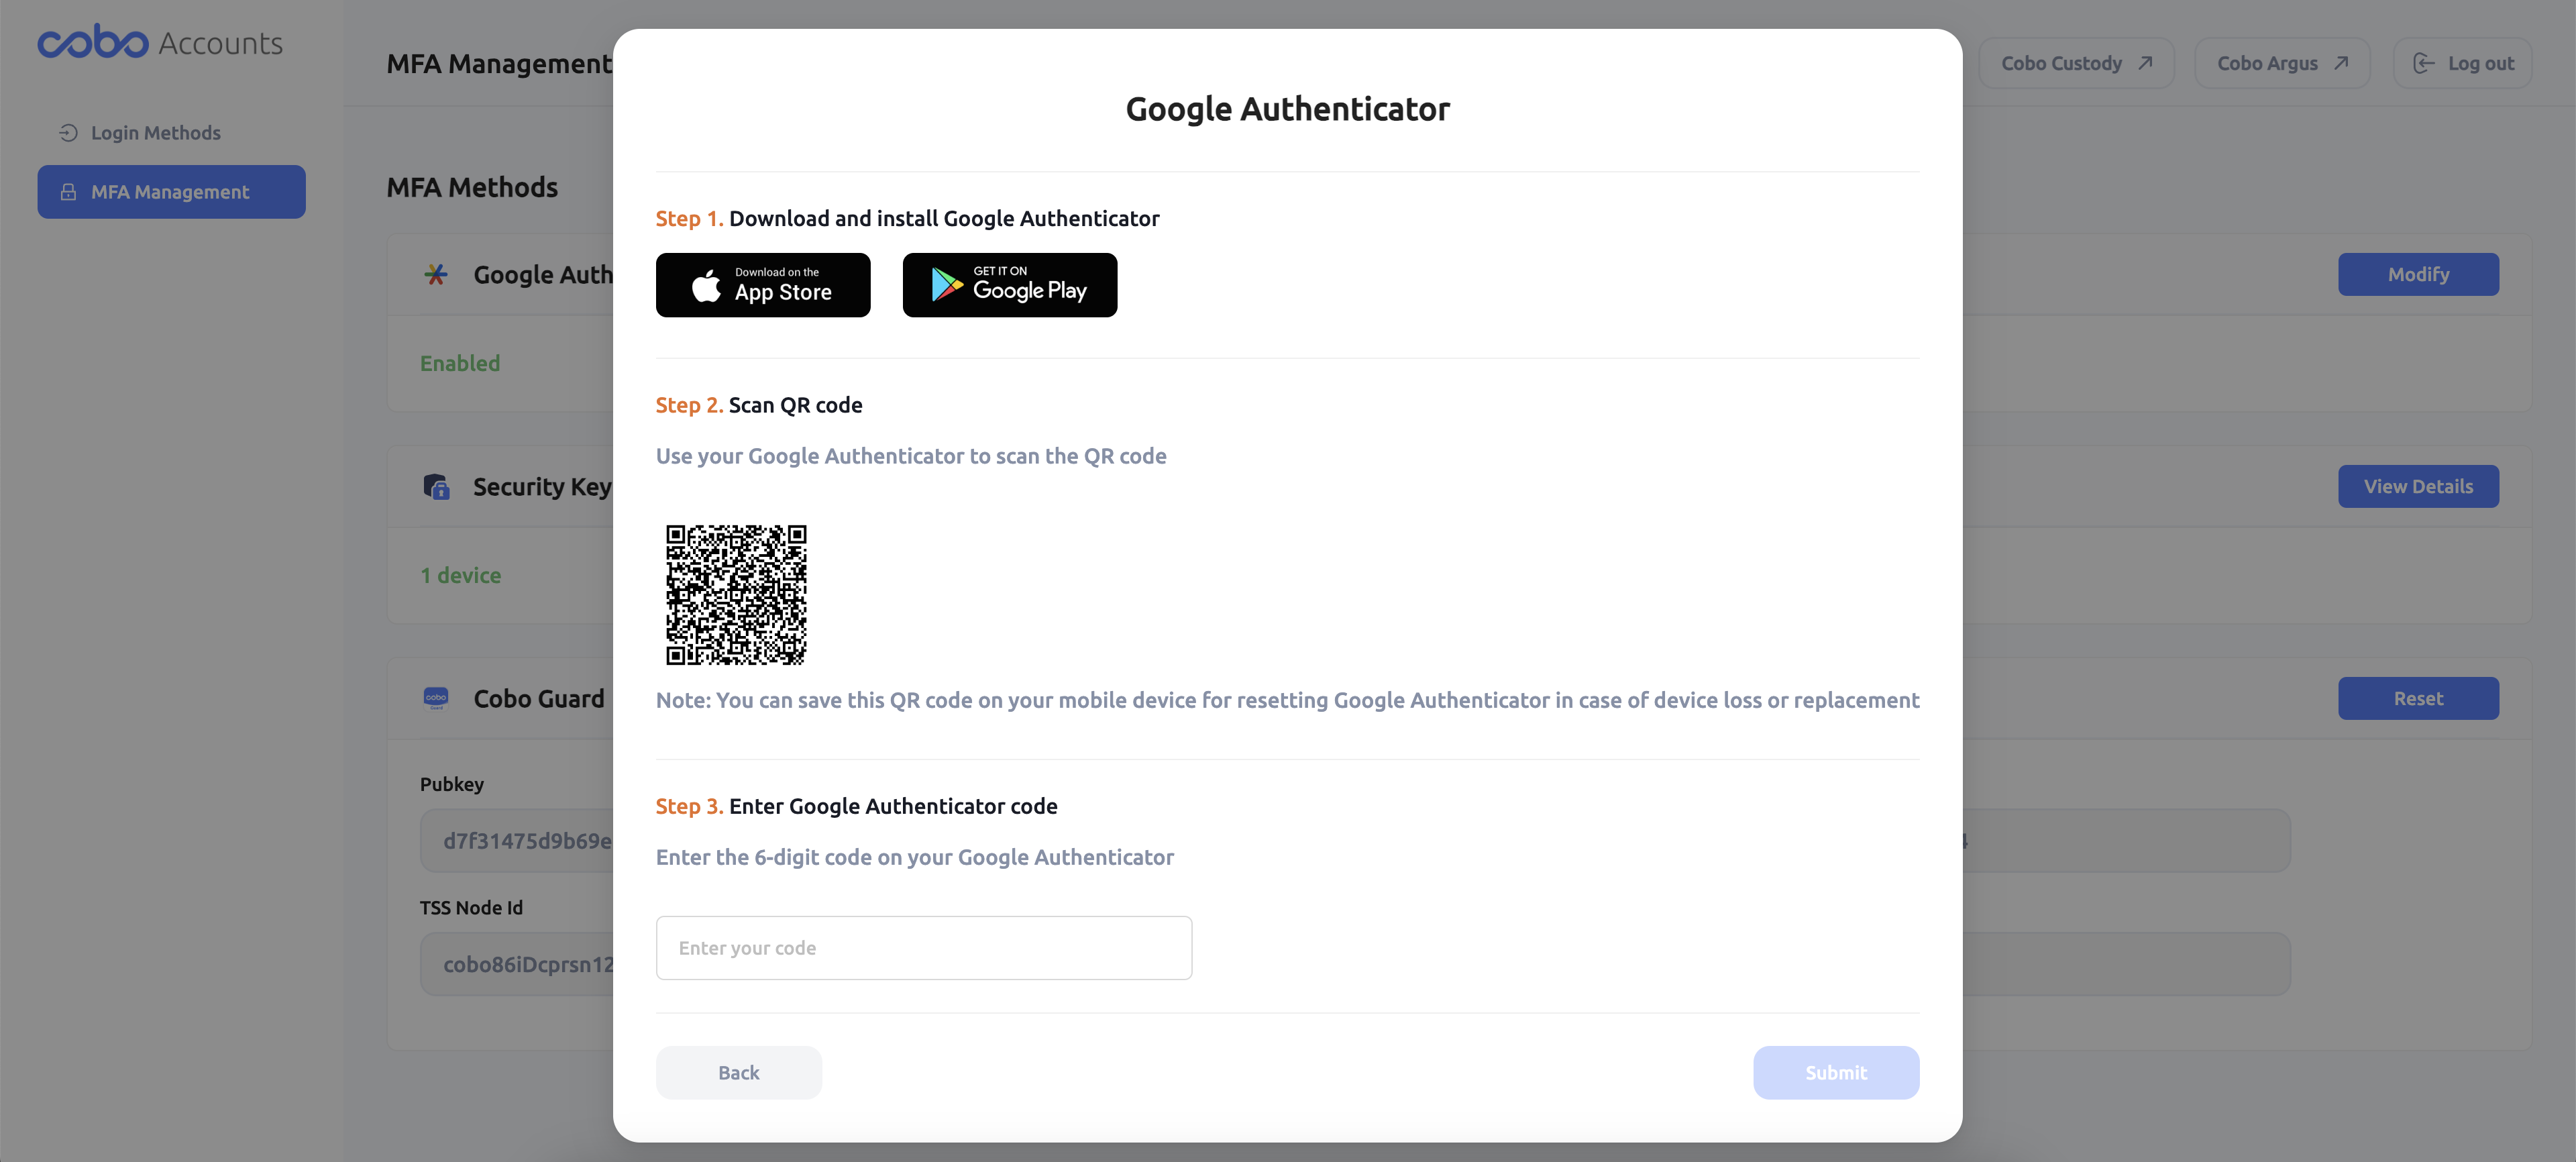 cobo Accounts
Login Methods
MFA Management
MFA Management
Cobo Custody
Cobo Argus
Log out
MFA Methods
Google Auth
Modify
Enabled
Security Key
View Details
1 device
Cobo Guard
Reset
Pubkey
d7f31475d9b69e
TSS Node Id
cobo86iDcprsn12
Google Authenticator
Step 1. Download and install Google Authenticator
Download on the
App Store
GET IT ON
Google Play
Step 2. Scan QR code
Use your Google Authenticator to scan the QR code
Note: You can save this QR code on your mobile device for resetting Google Authenticator in case of device loss or replacement
Step 3. Enter Google Authenticator code
Enter the 6-digit code on your Google Authenticator
Enter your code
Back
Submit